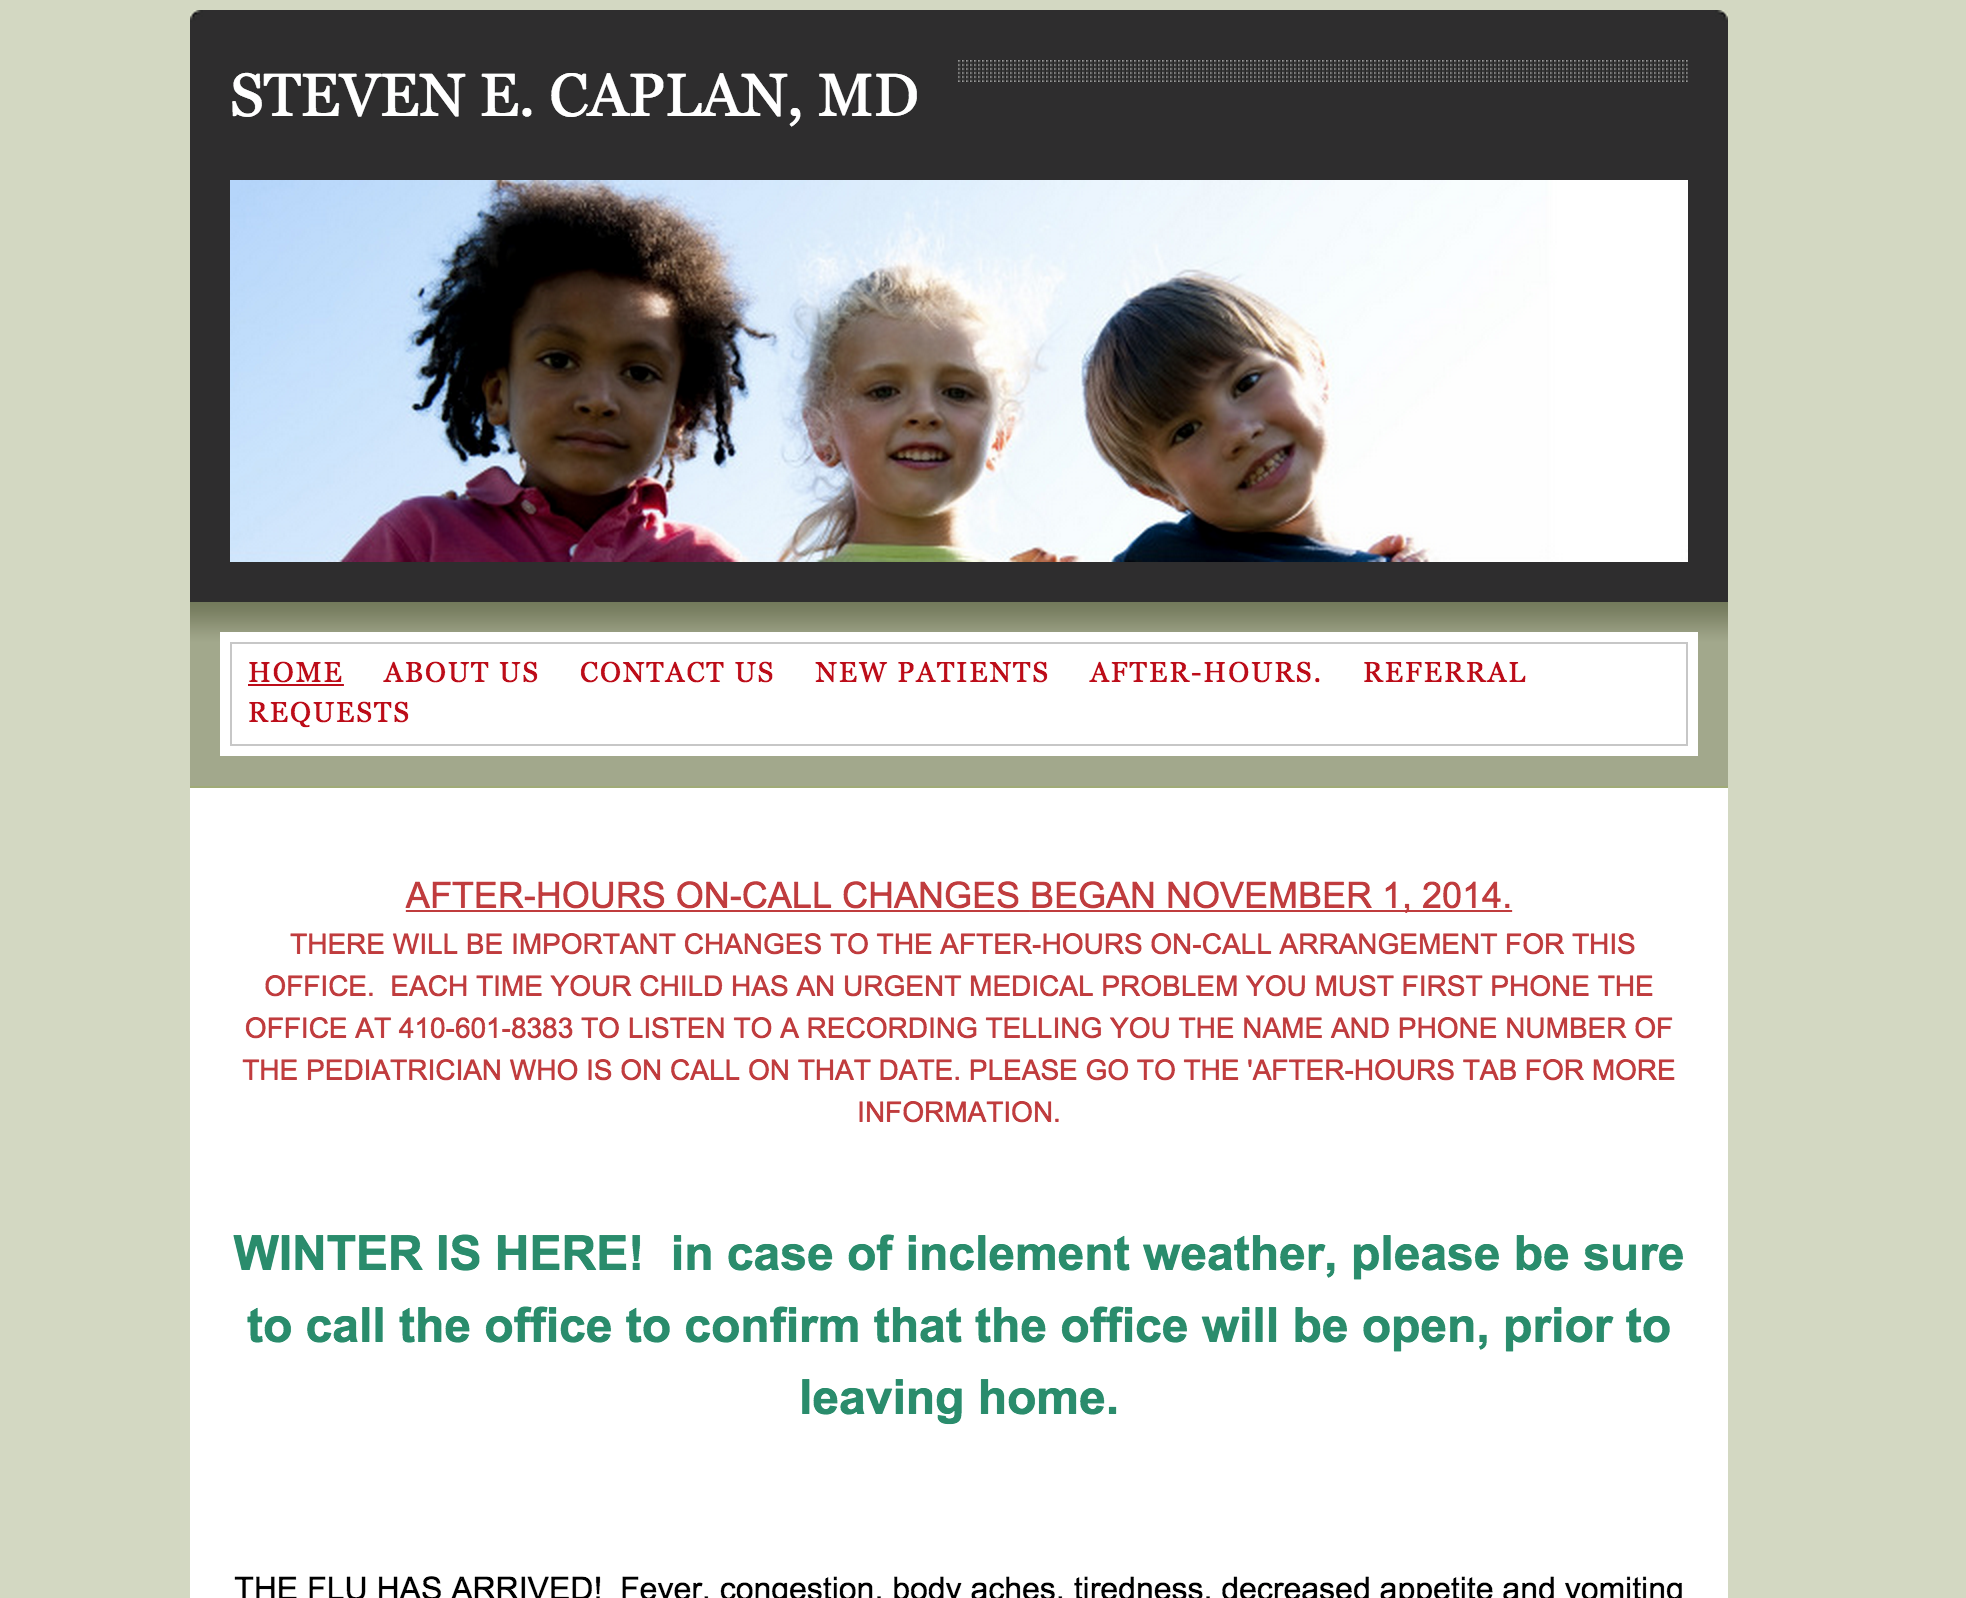 STEVEN E. CAPLAN, MD
HOME ABOUT US CONTACT US NEW PATIENTS AFTER-HOURS. REFERRAL
REQUESTS
AFTER-HOURS ON-CALL CHANGES BEGAN NOVEMBER 1, 2014.
THERE WILL BE IMPORTANT CHANGES TO THE AFTER-HOURS ON-CALL ARRANGEMENT FOR THIS
OFFICE.  EACH TIME YOUR CHILD HAS AN URGENT MEDICAL PROBLEM YOU MUST FIRST PHONE THE
OFFICE AT 410-601-8383 TO LISTEN TO A RECORDING TELLING YOU THE NAME AND PHONE NUMBER OF
THE PEDIATRICIAN WHO IS ON CALL ON THAT DATE. PLEASE GO TO THE 'AFTER-HOURS TAB FOR MORE
INFORMATION.
WINTER IS HERE!  in case of inclement weather, please be sure
to call the office to confirm that the office will be open, prior to
leaving home.
THE FLU HAS ARRIVED!  Fever, congestion, body aches, tiredness, decreased appetite and vomiting